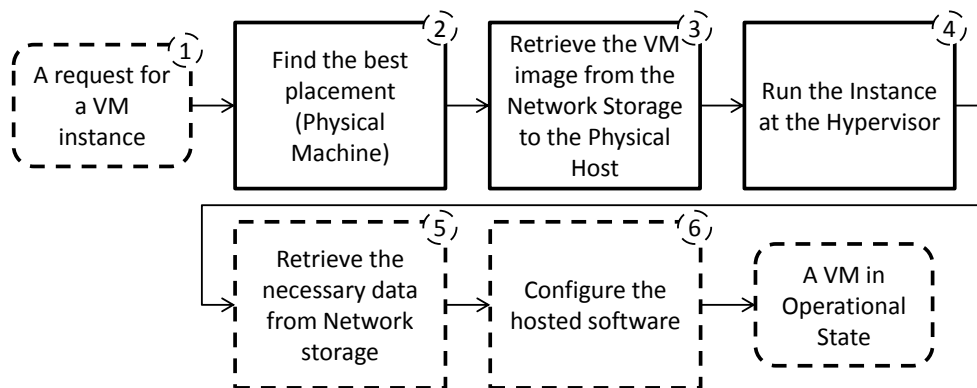 1
A request for
a VM
instance
2
Find the best
placement
(Physical
Machine)
3
Retrieve the VM
image from the
Network Storage
to the Physical
Host
4
Run the Instance
at the Hypervisor
5
Retrieve the
necessary data
from Network
storage
6
Configure the
hosted software
A VM in
Operational
State